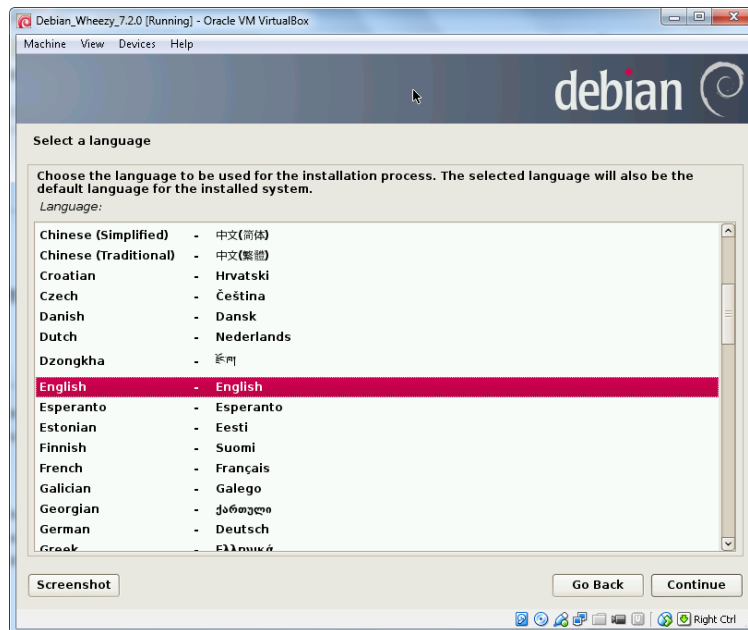 Debian_Wheezy_7.2.0 [Running] - Oracle VM VirtualBox
Machine View Devices Help
debian
Select a language
Choose the language to be used for the installation process. The selected language will also be the
default language for the installed system.
Language:
Chinese (Simplified) - 中文(简体)
Chinese (Traditional) - 中文(繁體)
Croatian - Hrvatski
Czech - Čeština
Danish - Dansk
Dutch - Nederlands
Dzongkha - རྫོང་ཁ།
English - English
Esperanto - Esperanto
Estonian - Eesti
Finnish - Suomi
French - Français
Galician - Galego
Georgian - ქართული
German - Deutsch
Greek - Ελληνικά
Screenshot Go Back Continue
Right Ctrl